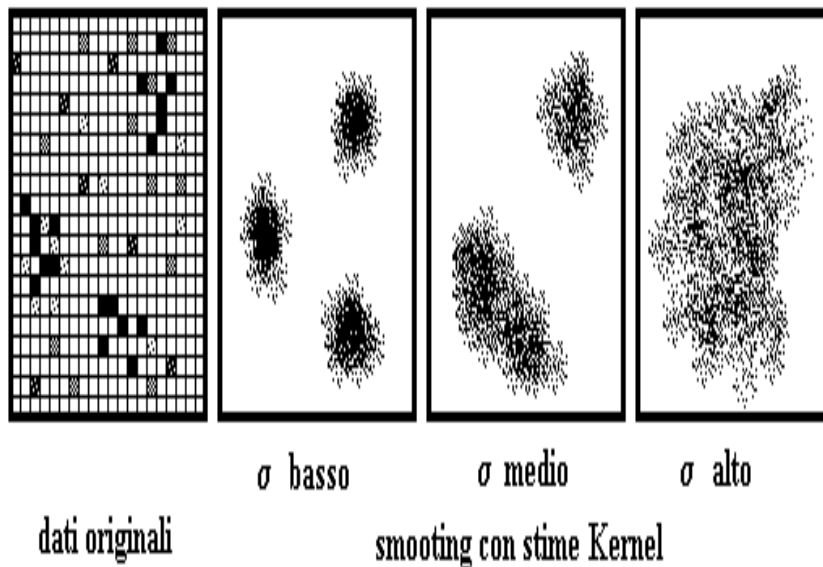 σ basso
σ medio
σ alto
dati originali
smooting con stime Kernel